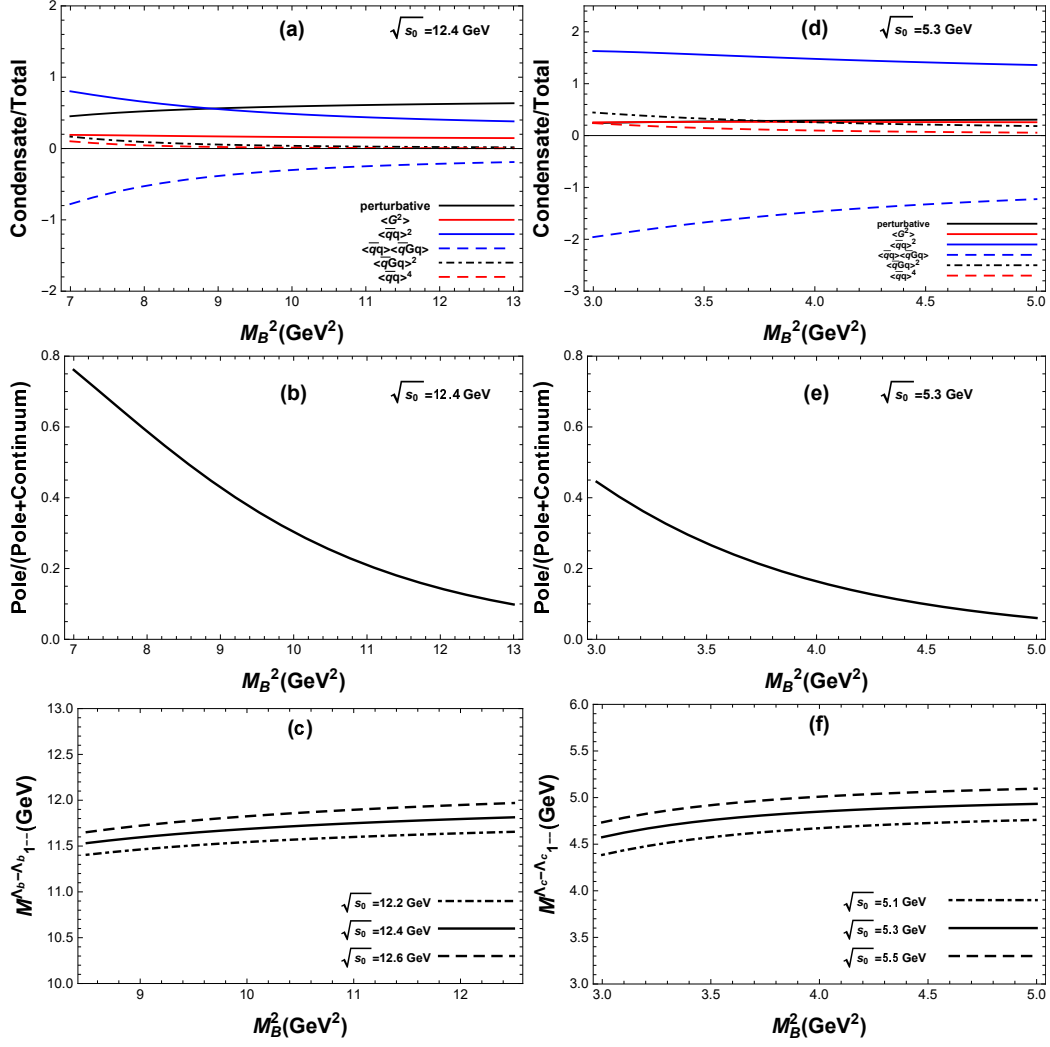 (a)
√s₀ =12.4 GeV
Condensate/Total
2
1
0
−1
−2
perturbative
<G²>
<q̅q>²
<q̅q><q̅Gq>
<q̅Gq>²
<q̅q>⁴
7 8 9 10 11 12 13
M_B²(GeV²)
(d)
√s₀ =5.3 GeV
Condensate/Total
2
1
0
−1
−2
−3
perturbative
<G²>
<q̅q>²
<q̅q><q̅Gq>
<q̅Gq>²
<q̅q>⁴
3.0 3.5 4.0 4.5 5.0
M_B²(GeV²)
(b)
√s₀ =12.4 GeV
Pole/(Pole+Continuum)
0.8
0.6
0.4
0.2
0.0
7 8 9 10 11 12 13
M_B²(GeV²)
(e)
√s₀ =5.3 GeV
Pole/(Pole+Continuum)
0.8
0.6
0.4
0.2
0.0
3.0 3.5 4.0 4.5 5.0
M_B²(GeV²)
(c)
M^Λb−Λb 1−−(GeV)
13.0
12.5
12.0
11.5
11.0
10.5
10.0
√s₀ =12.2 GeV
√s₀ =12.4 GeV
√s₀ =12.6 GeV
9 10 11 12
M_B²(GeV²)
(f)
M^Λc−Λc 1−−(GeV)
6.0
5.5
5.0
4.5
4.0
3.5
3.0
√s₀ =5.1 GeV
√s₀ =5.3 GeV
√s₀ =5.5 GeV
3.0 3.5 4.0 4.5 5.0
M_B²(GeV²)